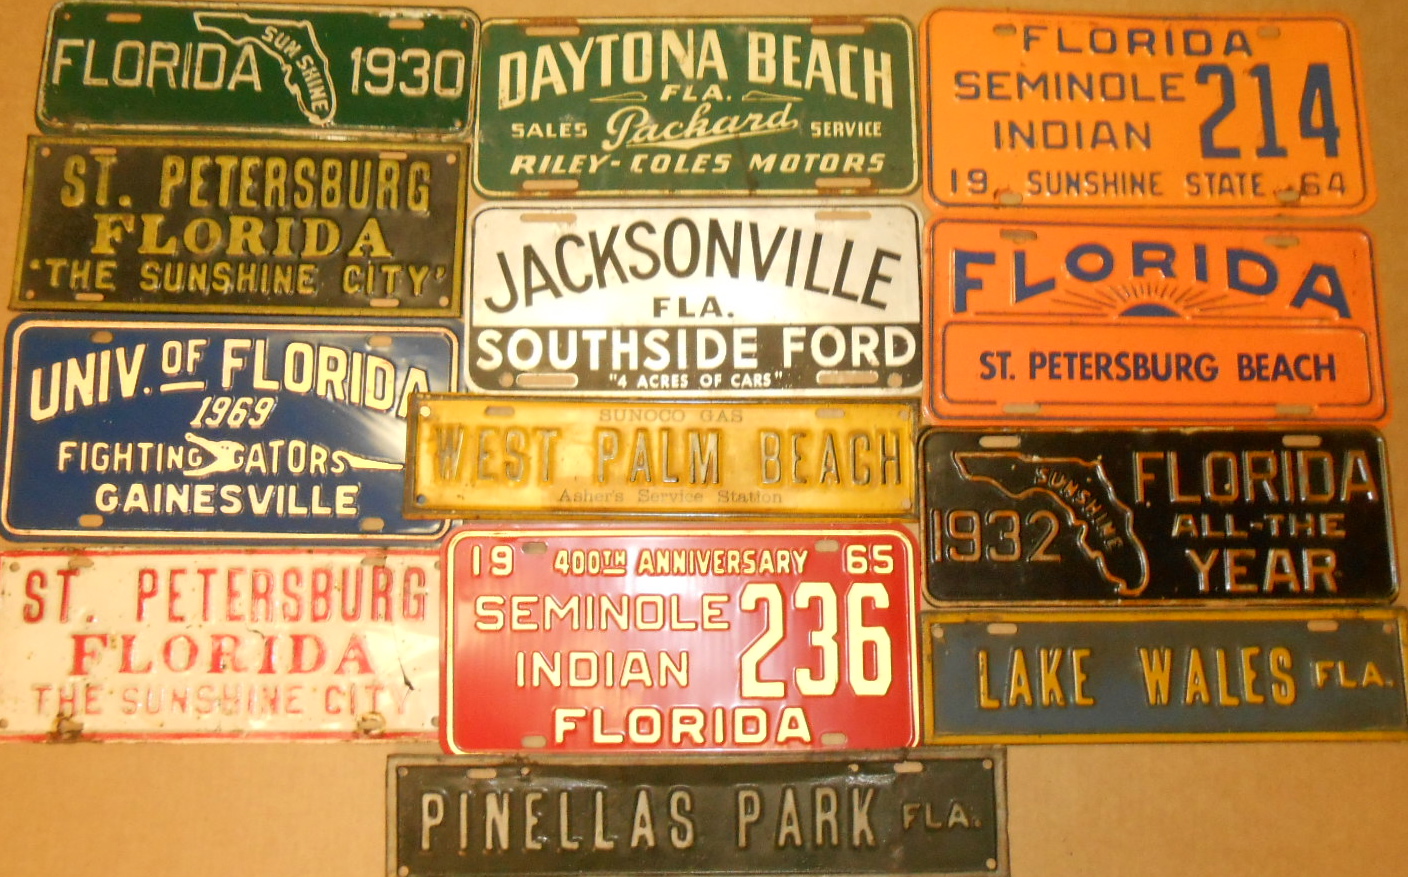 FLORIDA SUNSHINE 1930
DAYTONA BEACH
FLA.
SALES Packard SERVICE
RILEY-COLES MOTORS
FLORIDA
SEMINOLE 214
INDIAN
19 SUNSHINE STATE 64
ST. PETERSBURG
FLORIDA
'THE SUNSHINE CITY'
JACKSONVILLE
FLA.
SOUTHSIDE FORD
"4 ACRES OF CARS"
FLORIDA
ST. PETERSBURG BEACH
UNIV. OF FLORIDA
1969
FIGHTING GATORS
GAINESVILLE
SUNOCO GAS
WEST PALM BEACH
Asher's Service Station
1932 SUNSHINE FLORIDA
ALL-THE
YEAR
ST. PETERSBURG
FLORIDA
THE SUNSHINE CITY
19 400TH ANNIVERSARY 65
SEMINOLE 236
INDIAN
FLORIDA
LAKE WALES FLA.
PINELLAS PARK FLA.